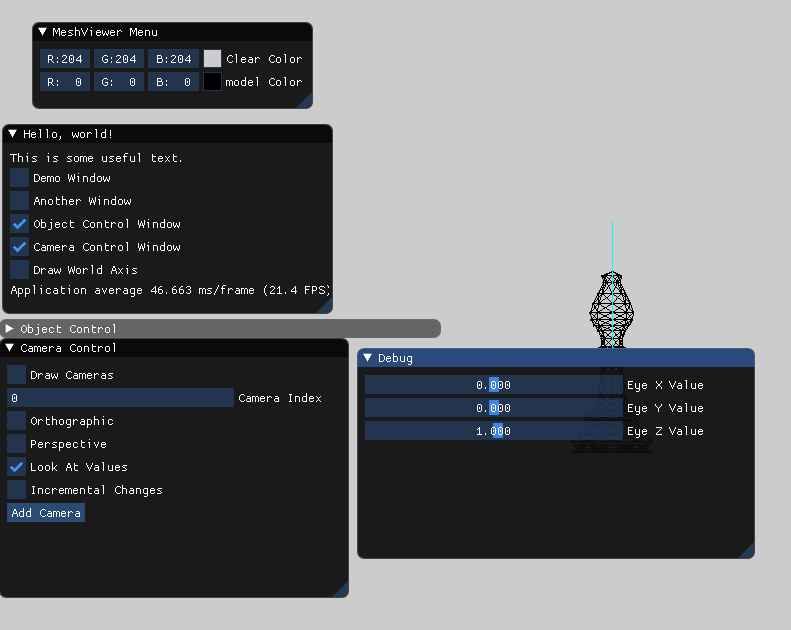 MeshViewer Menu
R:204 G:204 B:204 Clear Color
R: 0 G: 0 B: 0 model Color
Hello, world!
This is some useful text.
Demo Window
Another Window
Object Control Window
Camera Control Window
Draw World Axis
Application average 46.663 ms/frame (21.4 FPS)
Object Control
Camera Control
Draw Cameras
0 Camera Index
Orthographic
Perspective
Look At Values
Incremental Changes
Add Camera
Debug
0.000 Eye X Value
0.000 Eye Y Value
1.000 Eye Z Value